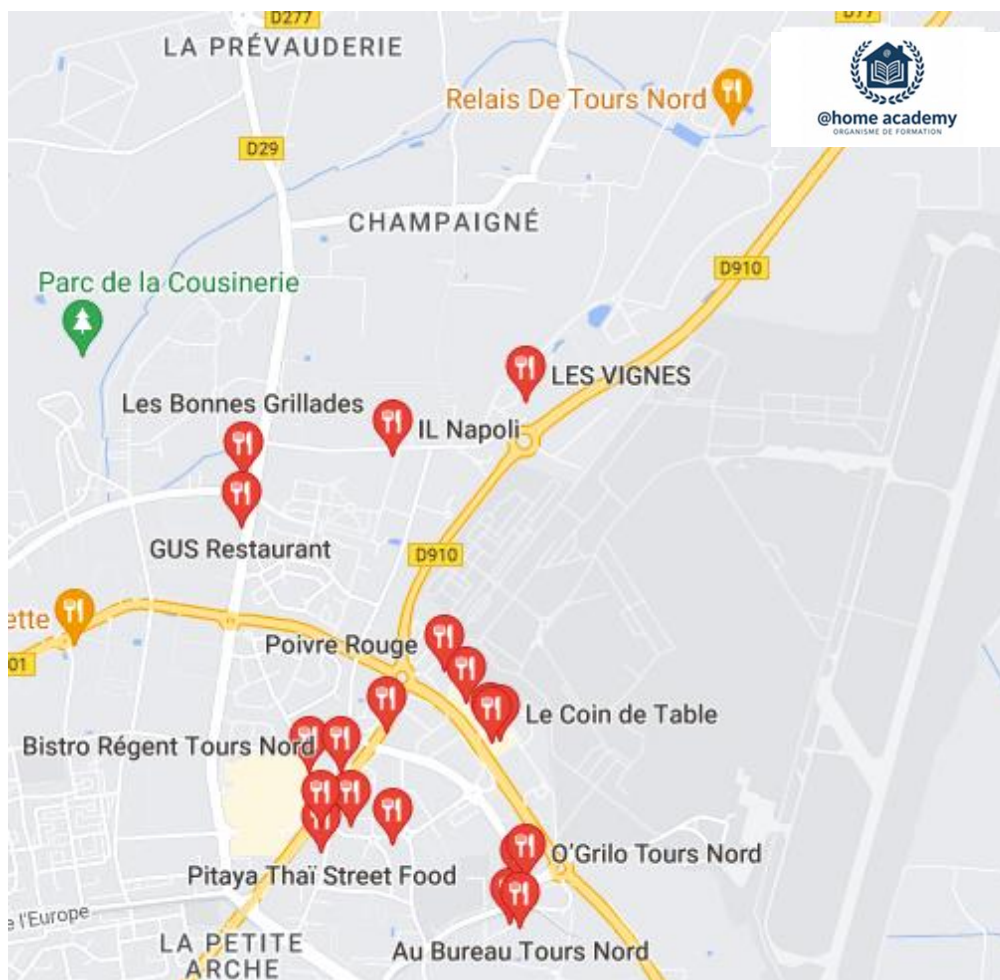 D277
D77
LA PRÉVAUDERIE
@home academy
ORGANISME DE FORMATION
Relais De Tours Nord
D29
CHAMPAIGNÉ
D910
Parc de la Cousinerie
LES VIGNES
Les Bonnes Grillades
IL Napoli
GUS Restaurant
D910
ette
Poivre Rouge
01
Le Coin de Table
Bistro Régent Tours Nord
O'Grilo Tours Nord
Pitaya Thaï Street Food
e l'Europe
LA PETITE
ARCHE
Au Bureau Tours Nord